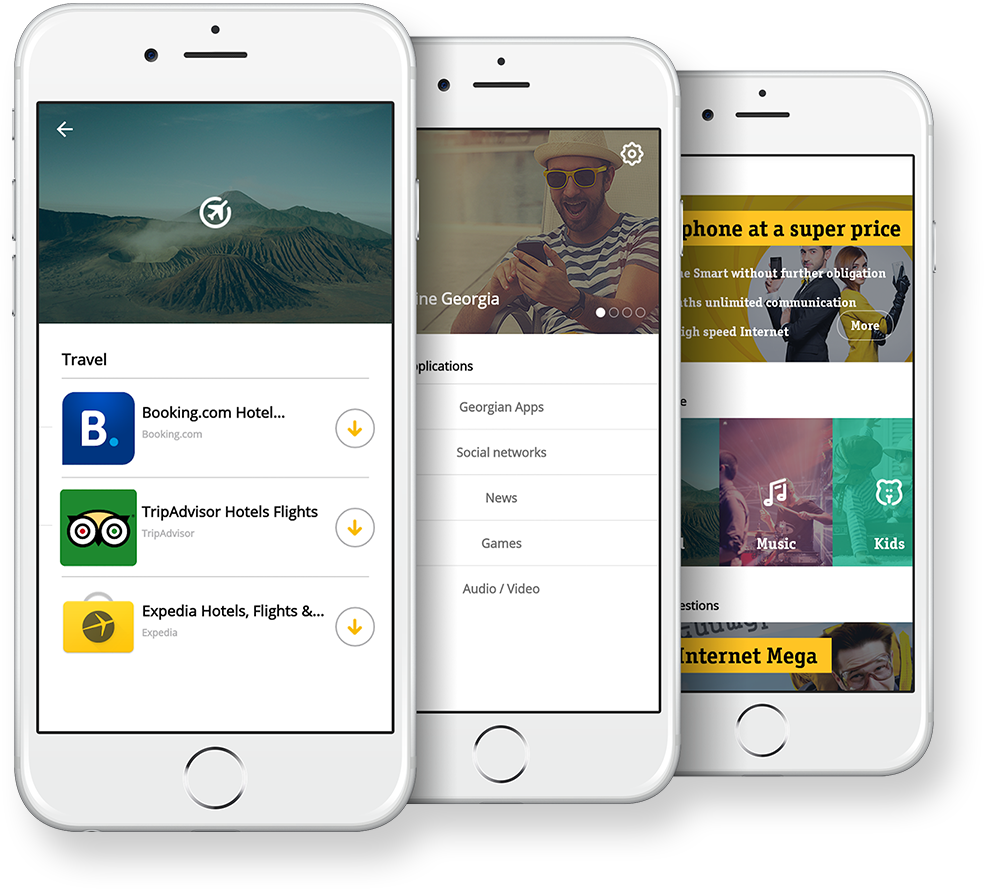 Travel
B.
Booking.com Hotel...
Booking.com
TripAdvisor Hotels Flights
TripAdvisor
Expedia Hotels, Flights &...
Expedia
ine Georgia
plications
Georgian Apps
Social networks
News
Games
Audio / Video
phone at a super price
ue Smart without further obligation
ths unlimited communication
igh speed Internet
More
e
l
Music
Kids
estions
Internet Mega